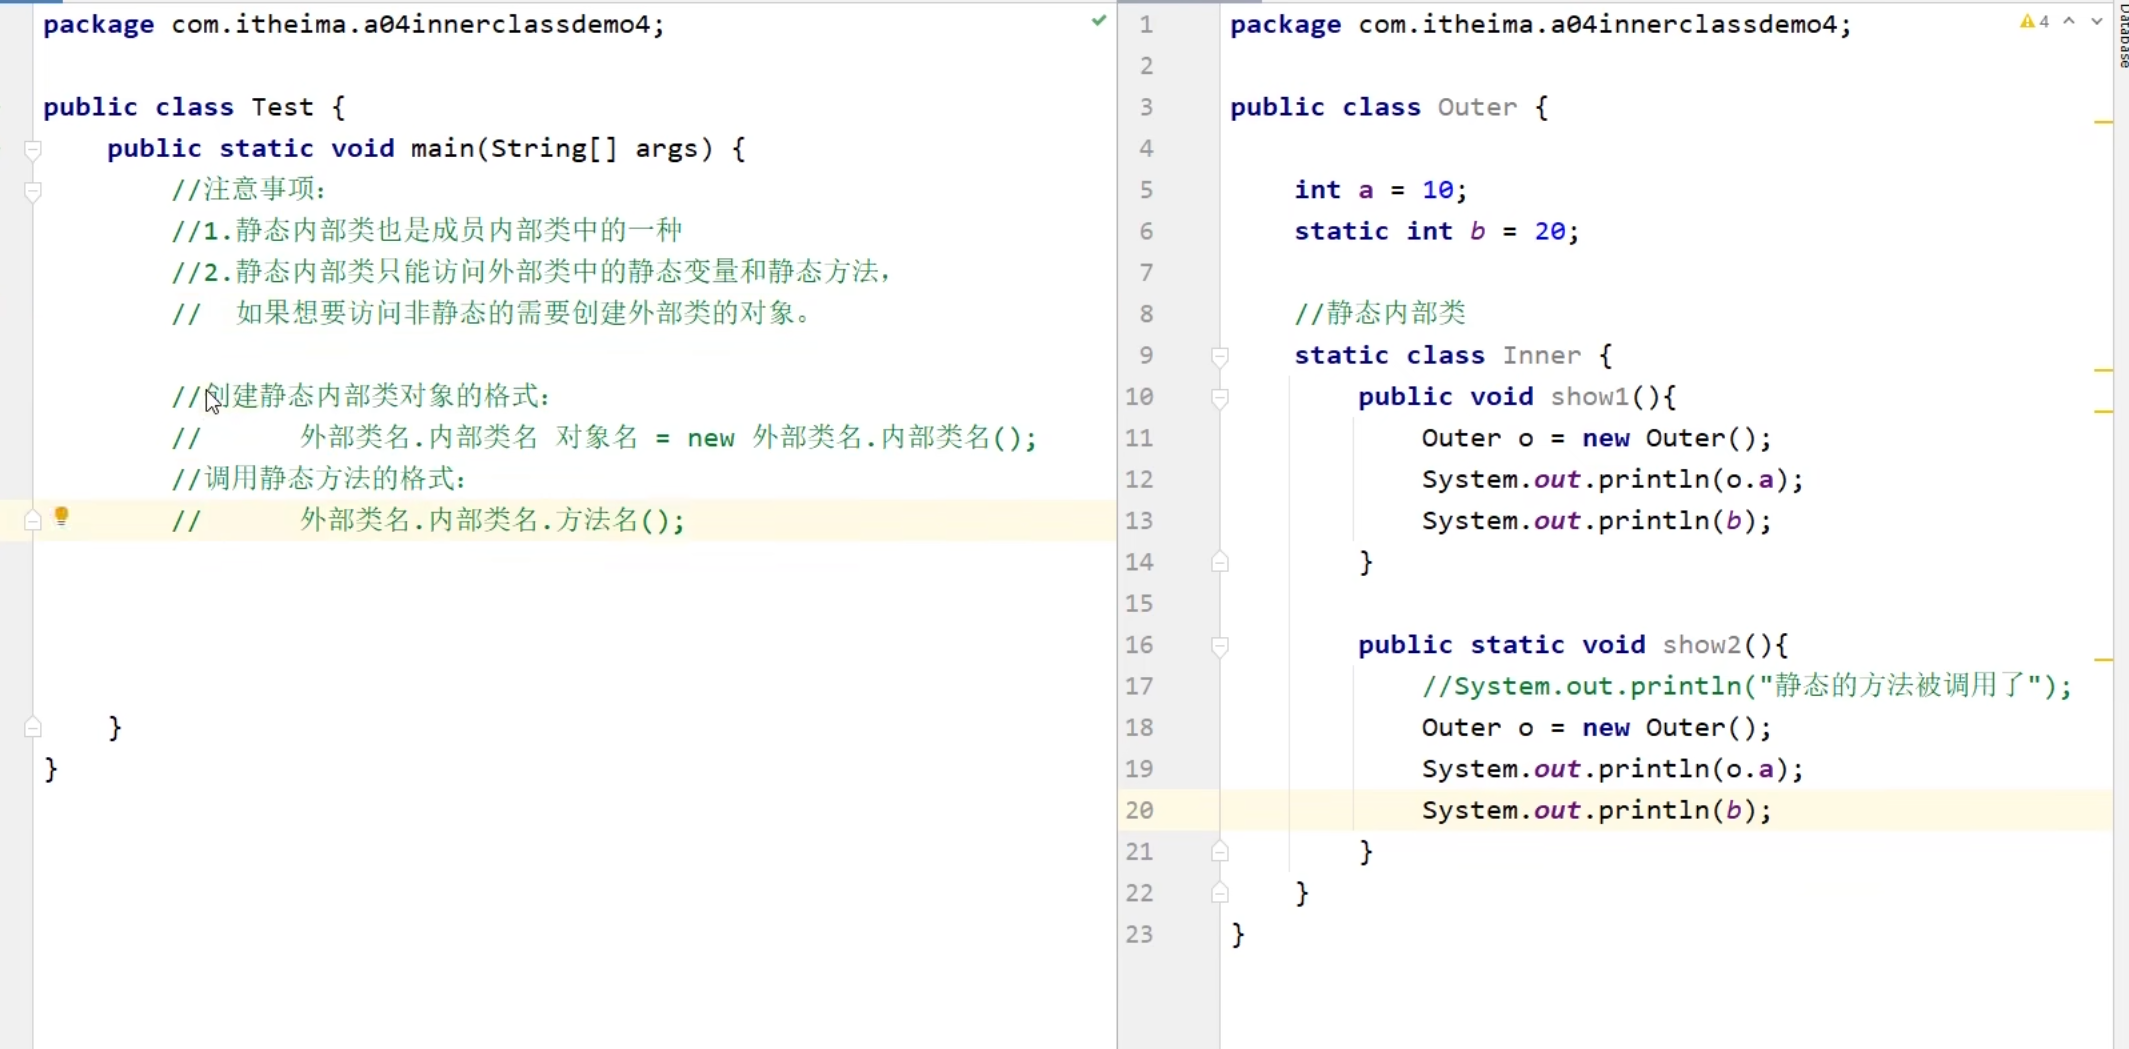 package com.itheima.a04innerclassdemo4;
public class Test {
public static void main(String[] args) {
//注意事项：
//1.静态内部类也是成员内部类中的一种
//2.静态内部类只能访问外部类中的静态变量和静态方法，
// 如果想要访问非静态的需要创建外部类的对象。
//创建静态内部类对象的格式：
// 外部类名.内部类名 对象名 = new 外部类名.内部类名();
//调用静态方法的格式：
// 外部类名.内部类名.方法名();
}
}
1 package com.itheima.a04innerclassdemo4;
2
3 public class Outer {
4
5 int a = 10;
6 static int b = 20;
7
8 //静态内部类
9 static class Inner {
10 public void show1(){
11 Outer o = new Outer();
12 System.out.println(o.a);
13 System.out.println(b);
14 }
15
16 public static void show2(){
17 //System.out.println("静态的方法被调用了");
18 Outer o = new Outer();
19 System.out.println(o.a);
20 System.out.println(b);
21 }
22 }
23 }
4
Database